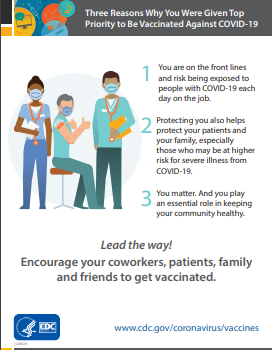 Three Reasons Why You Were Given Top
Priority to Be Vaccinated Against COVID-19
1 You are on the front lines
and risk being exposed to
people with COVID-19 each
day on the job.
2 Protecting you also helps
protect your patients and
your family, especially
those who may be at higher
risk for severe illness from
COVID-19.
3 You matter. And you play
an essential role in keeping
your community healthy.
Lead the way!
Encourage your coworkers, patients, family
and friends to get vaccinated.
CDC
www.cdc.gov/coronavirus/vaccines